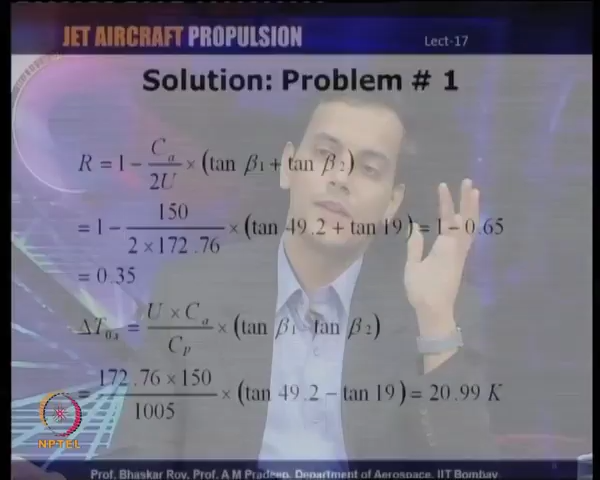 JET AIRCRAFT PROPULSION
Lect-17
Solution: Problem # 1
R = 1 − C_a / 2U × (tan β₁ + tan β₂)
= 1 − 150 / 2 × 172.76 × (tan 49.2 + tan 19) = 1 − 0.65
= 0.35
ΔT₀ₛ = U × C_a / C_p × (tan β₁ − tan β₂)
= 172.76 × 150 / 1005 × (tan 49.2 − tan 19) = 20.99 K
NPTEL
Prof. Bhaskar Roy, Prof. A M Pradeep, Department of Aerospace, IIT Bombay